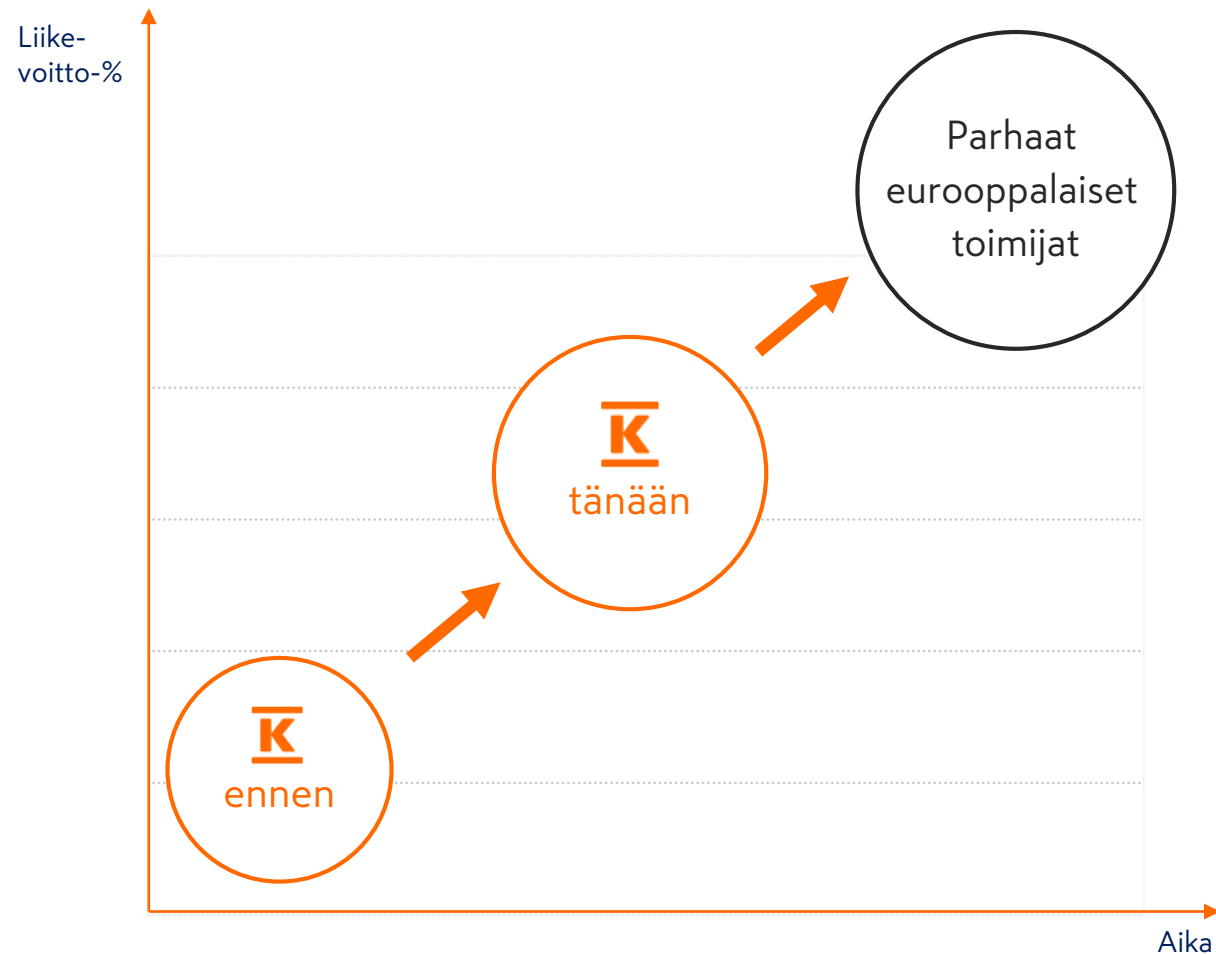 Liike-
voitto-%
Parhaat
eurooppalaiset
toimijat
K
tänään
K
ennen
Aika